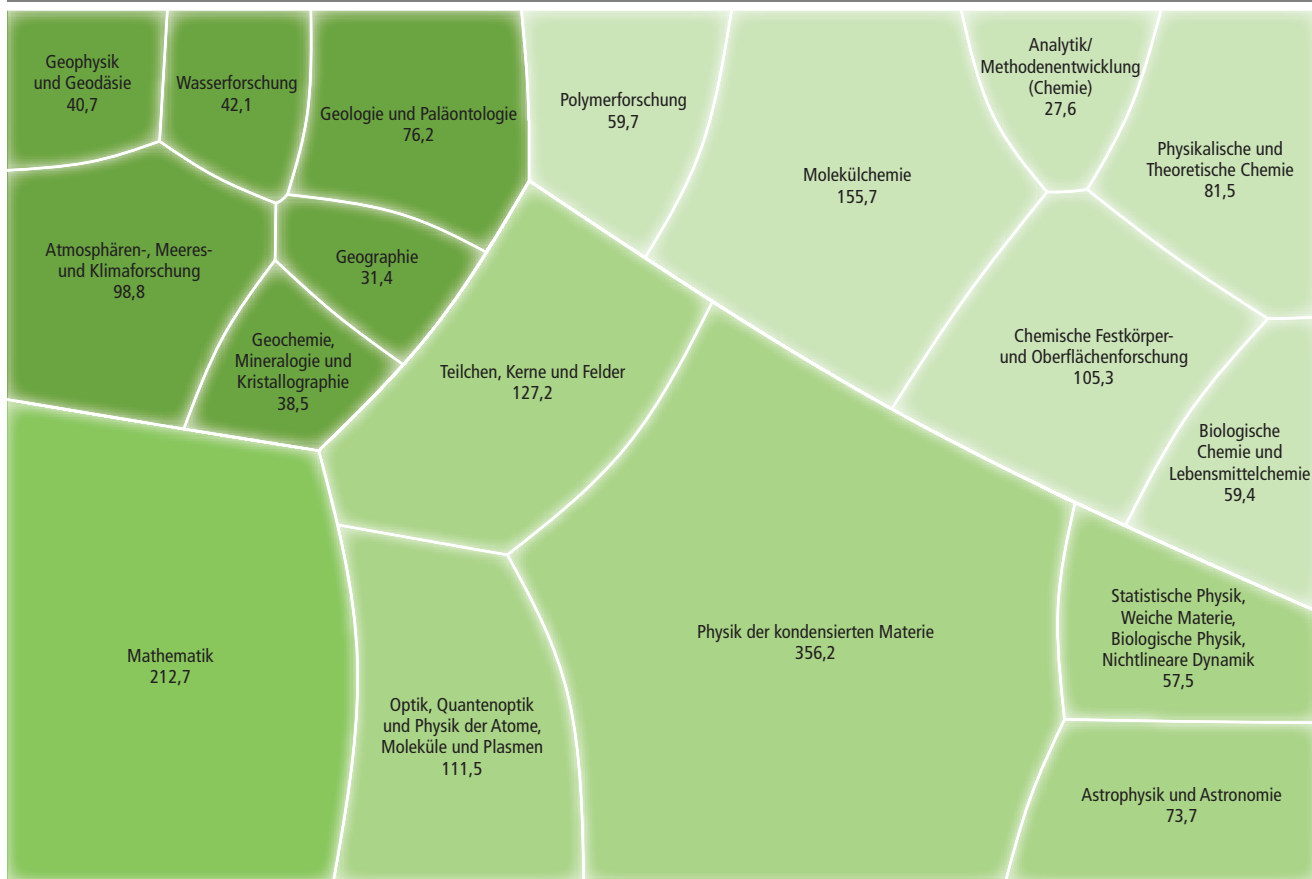 Geophysik
und Geodäsie
40,7
Wasserforschung
42,1
Geologie und Paläontologie
76,2
Polymerforschung
59,7
Molekülchemie
155,7
Analytik/
Methodenentwicklung
(Chemie)
27,6
Physikalische und
Theoretische Chemie
81,5
Atmosphären-, Meeres-
und Klimaforschung
98,8
Geographie
31,4
Geochemie,
Mineralogie und
Kristallographie
38,5
Teilchen, Kerne und Felder
127,2
Chemische Festkörper-
und Oberflächenforschung
105,3
Biologische
Chemie und
Lebensmittelchemie
59,4
Mathematik
212,7
Optik, Quantenoptik
und Physik der Atome,
Moleküle und Plasmen
111,5
Physik der kondensierten Materie
356,2
Statistische Physik,
Weiche Materie,
Biologische Physik,
Nichtlineare Dynamik
57,5
Astrophysik und Astronomie
73,7